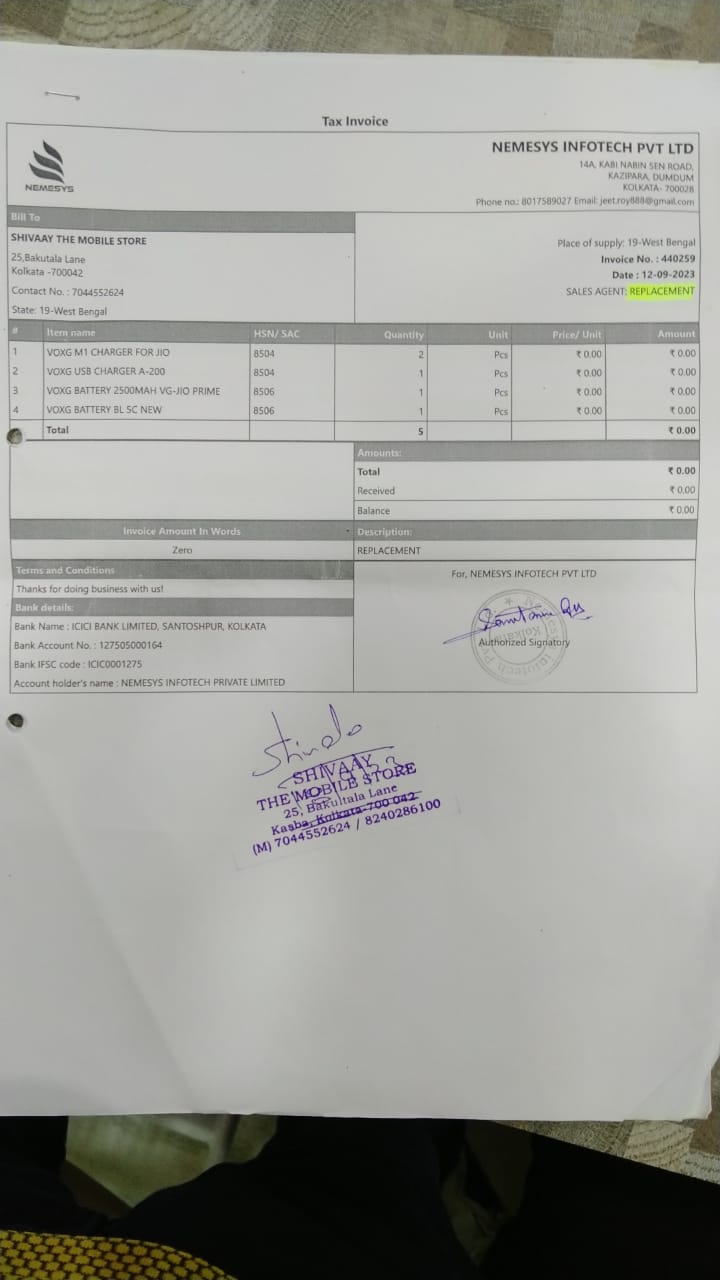 Tax Invoice
NEMESYS
NEMESYS INFOTECH PVT LTD
14A, KABI NABIN SEN ROAD,
KAZIPARA, DUMDUM
KOLKATA- 700028
Phone no.: 8017589027 Email: jeet.roy888@gmail.com
Bill To
SHIVAAY THE MOBILE STORE
25,Bakutala Lane
Kolkata -700042
Contact No. : 7044552624
State: 19-West Bengal
Place of supply: 19-West Bengal
Invoice No. : 440259
Date : 12-09-2023
SALES AGENT: REPLACEMENT
# Item name HSN/ SAC Quantity Unit Price/ Unit Amount
1 VOXG M1 CHARGER FOR JIO 8504 2 Pcs ₹ 0.00 ₹ 0.00
2 VOXG USB CHARGER A-200 8504 1 Pcs ₹ 0.00 ₹ 0.00
3 VOXG BATTERY 2500MAH VG-JIO PRIME 8506 1 Pcs ₹ 0.00 ₹ 0.00
4 VOXG BATTERY BL 5C NEW 8506 1 Pcs ₹ 0.00 ₹ 0.00
Total 5 ₹ 0.00
Amounts:
Total ₹ 0.00
Received ₹ 0.00
Balance ₹ 0.00
Invoice Amount In Words
Zero
Description:
REPLACEMENT
Terms and Conditions
Thanks for doing business with us!
Bank details:
Bank Name : ICICI BANK LIMITED, SANTOSHPUR, KOLKATA
Bank Account No. : 127505000164
Bank IFSC code : ICIC0001275
Account holder's name : NEMESYS INFOTECH PRIVATE LIMITED
For, NEMESYS INFOTECH PVT LTD
Nemesys Infotech Pvt
Kolkata
Authorized Signatory
SHIVAAY
THE MOBILE STORE
25, Bakultala Lane
Kasba, Kolkata-700 042
(M) 7044552624 / 8240286100